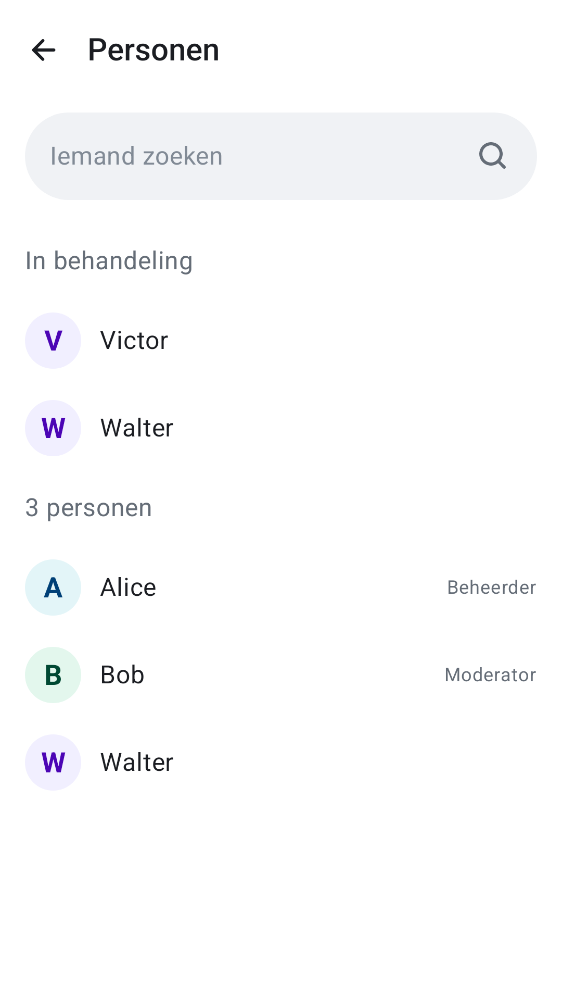 Personen
Iemand zoeken
In behandeling
V Victor
W Walter
3 personen
A Alice Beheerder
B Bob Moderator
W Walter